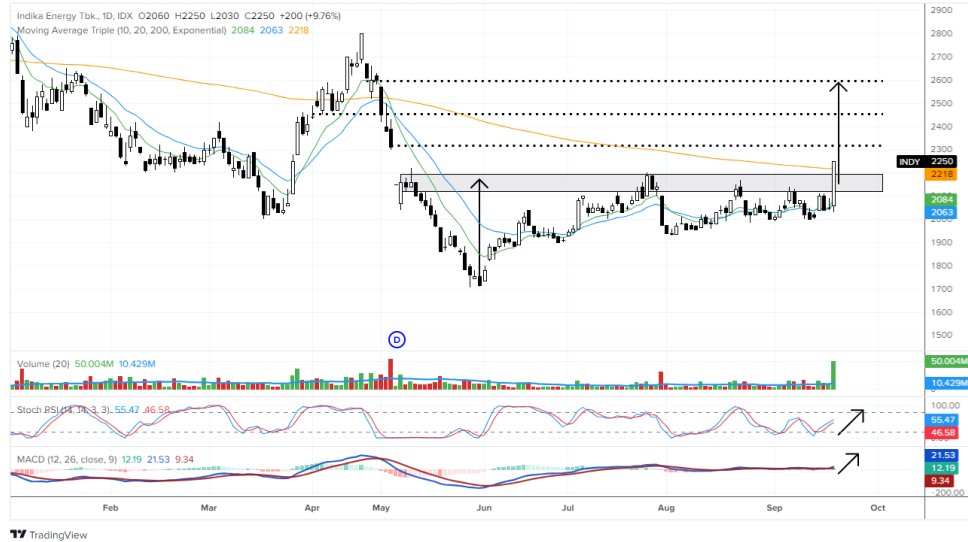 Indika Energy Tbk., 1D, IDX O2060 H2250 L2030 C2250 +200 (+9.76%)
Moving Average Triple (10, 20, 200, Exponential) 2084 2063 2218
2900
2800
2700
2600
2500
2400
2300
INDY 2250
2218
2100
2084
2063
2000
1900
1800
1700
1600
1500
D
Volume (20) 50.004M 10.429M
50.004M
10.429M
Stoch RSI (14, 14, 3, 3) 55.47 46.58
100.00
55.47
46.58
MACD (12, 26, close, 9) 12.19 21.53 9.34
21.53
12.19
9.34
−200.00
Feb Mar Apr May Jun Jul Aug Sep Oct
TradingView